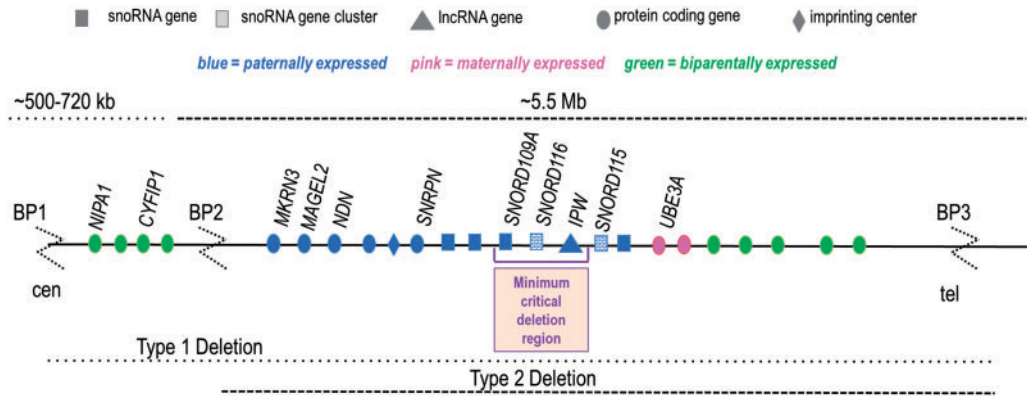 snoRNA gene snoRNA gene cluster lncRNA gene protein coding gene imprinting center
blue = paternally expressed pink = maternally expressed green = biparentally expressed
~500-720 kb ~5.5 Mb
BP1 NIPA1 CYFIP1 BP2 MKRN3 MAGEL2 NDN SNRPN SNORD109A SNORD116 IPW SNORD115 UBE3A BP3
cen tel
Minimum
critical
deletion
region
Type 1 Deletion
Type 2 Deletion